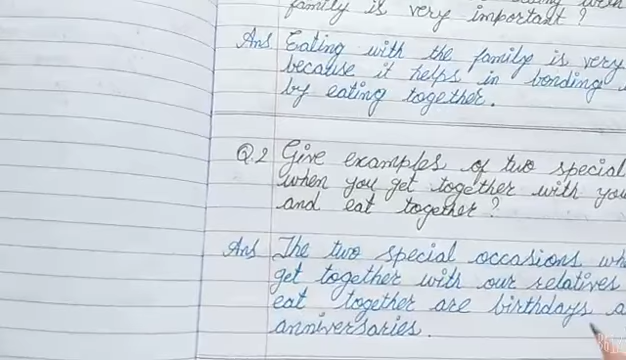 family is very important?
Ans Eating with the family is very
because it helps in bonding
by eating together.
Q.2 Give examples of two special
when you get together with you
and eat together?
Ans The two special occasions wh
get together with our relatives
eat together are birthdays a
anniversaries.